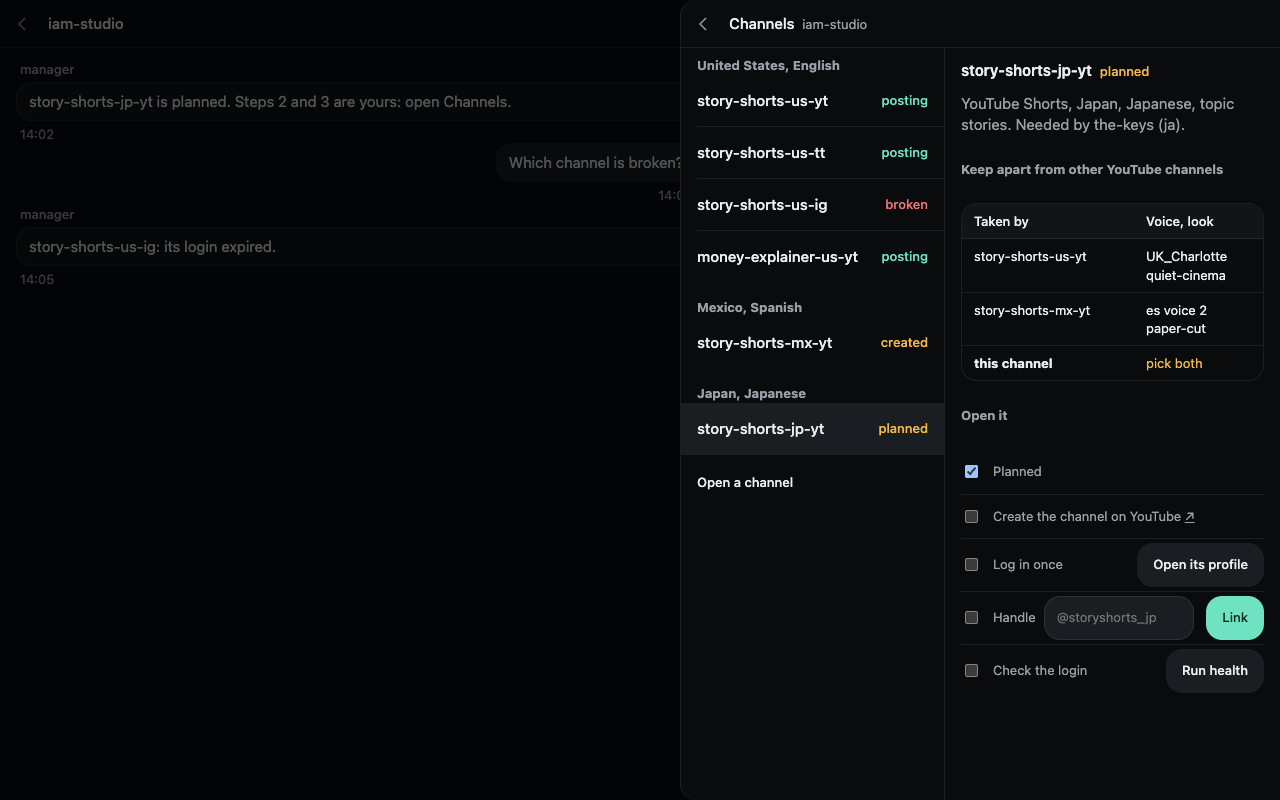 iam-studio
manager
story-shorts-jp-yt is planned. Steps 2 and 3 are yours: open Channels.
14:02
Which channel is broken?
14:0
manager
story-shorts-us-ig: its login expired.
14:05
Channels iam-studio
United States, English
story-shorts-us-yt posting
story-shorts-us-tt posting
story-shorts-us-ig broken
money-explainer-us-yt posting
Mexico, Spanish
story-shorts-mx-yt created
Japan, Japanese
story-shorts-jp-yt planned
Open a channel
story-shorts-jp-yt planned
YouTube Shorts, Japan, Japanese, topic
stories. Needed by the-keys (ja).
Keep apart from other YouTube channels
Taken by Voice, look
story-shorts-us-yt UK_Charlotte
quiet-cinema
story-shorts-mx-yt es voice 2
paper-cut
this channel pick both
Open it
Planned
Create the channel on YouTube ↗
Log in once Open its profile
Handle @storyshorts_jp Link
Check the login Run health